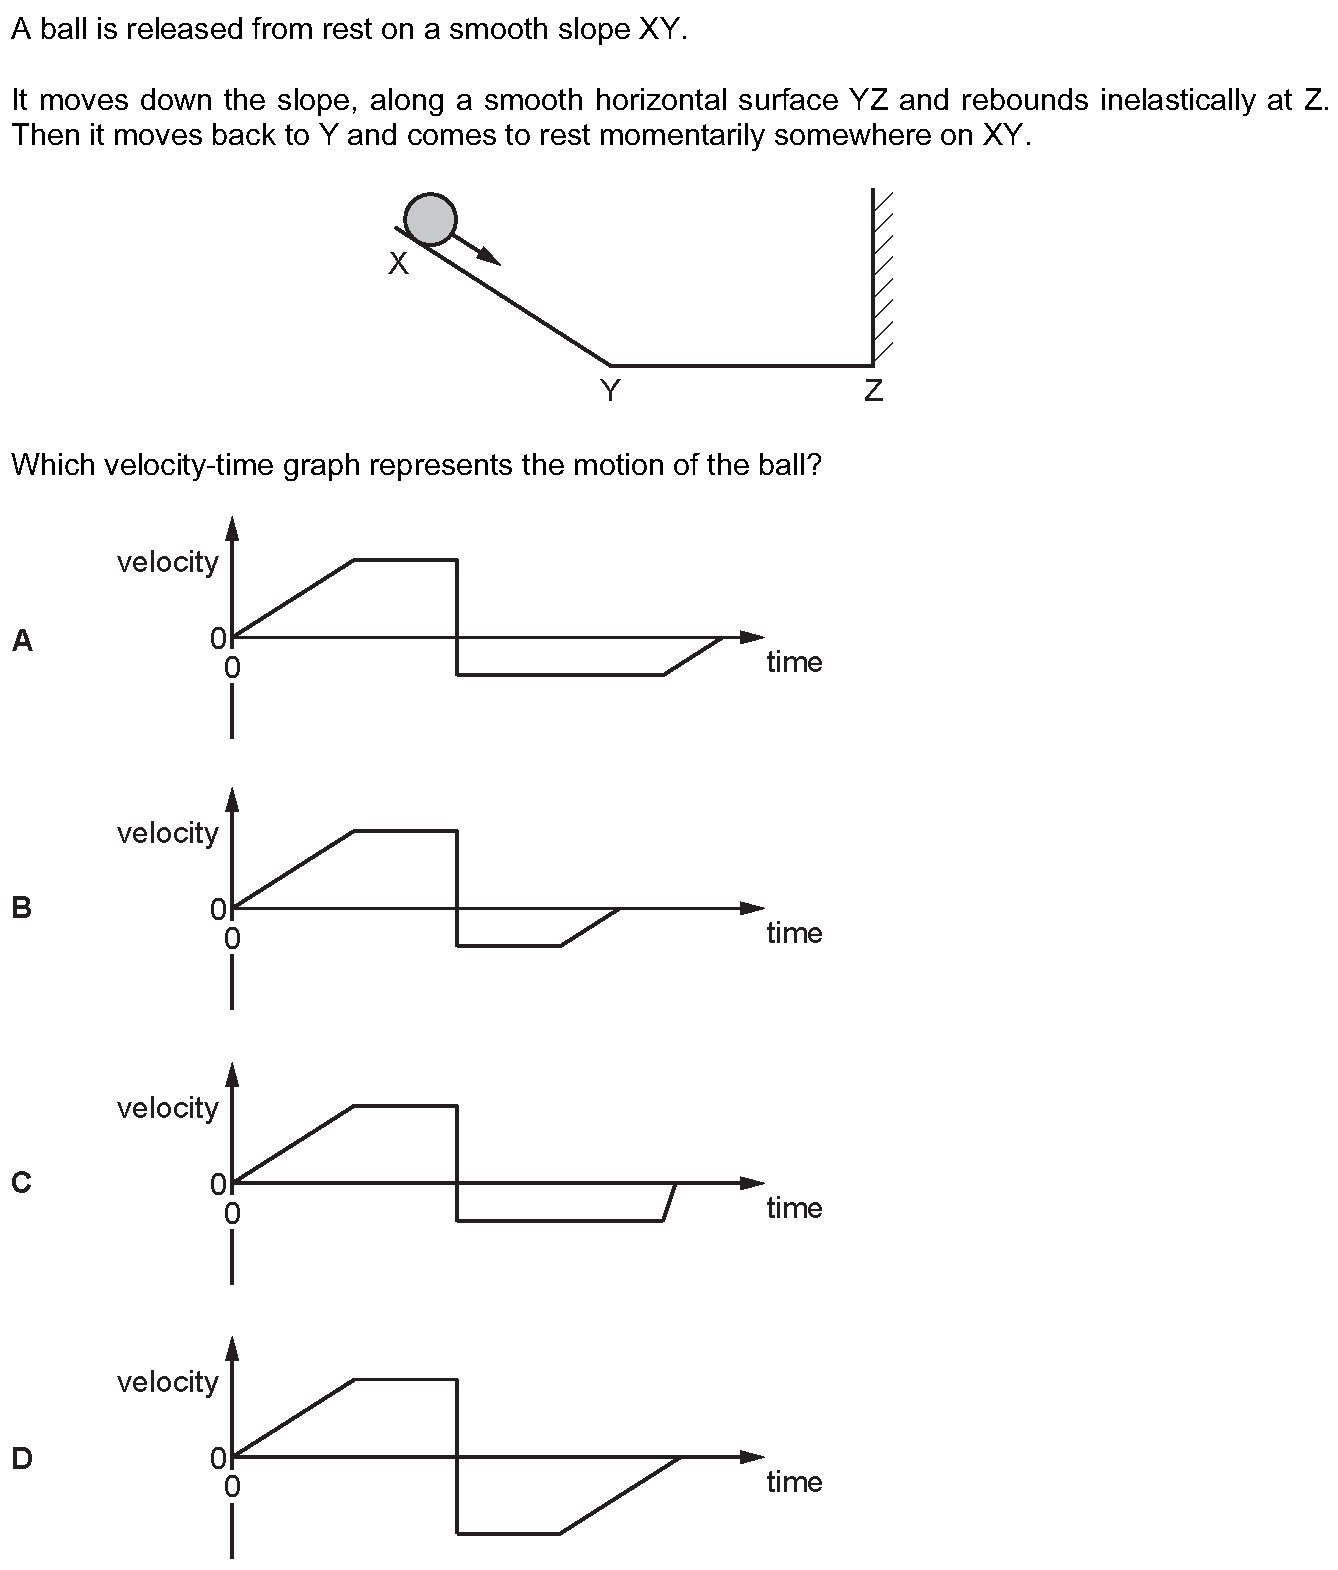 A ball is released from rest on a smooth slope XY.
It moves down the slope, along a smooth horizontal surface YZ and rebounds inelastically at Z.
Then it moves back to Y and comes to rest momentarily somewhere on XY.
X
Y
Z
Which velocity-time graph represents the motion of the ball?
velocity
A
0
0
time
velocity
B
0
0
time
velocity
C
0
0
time
velocity
D
0
0
time